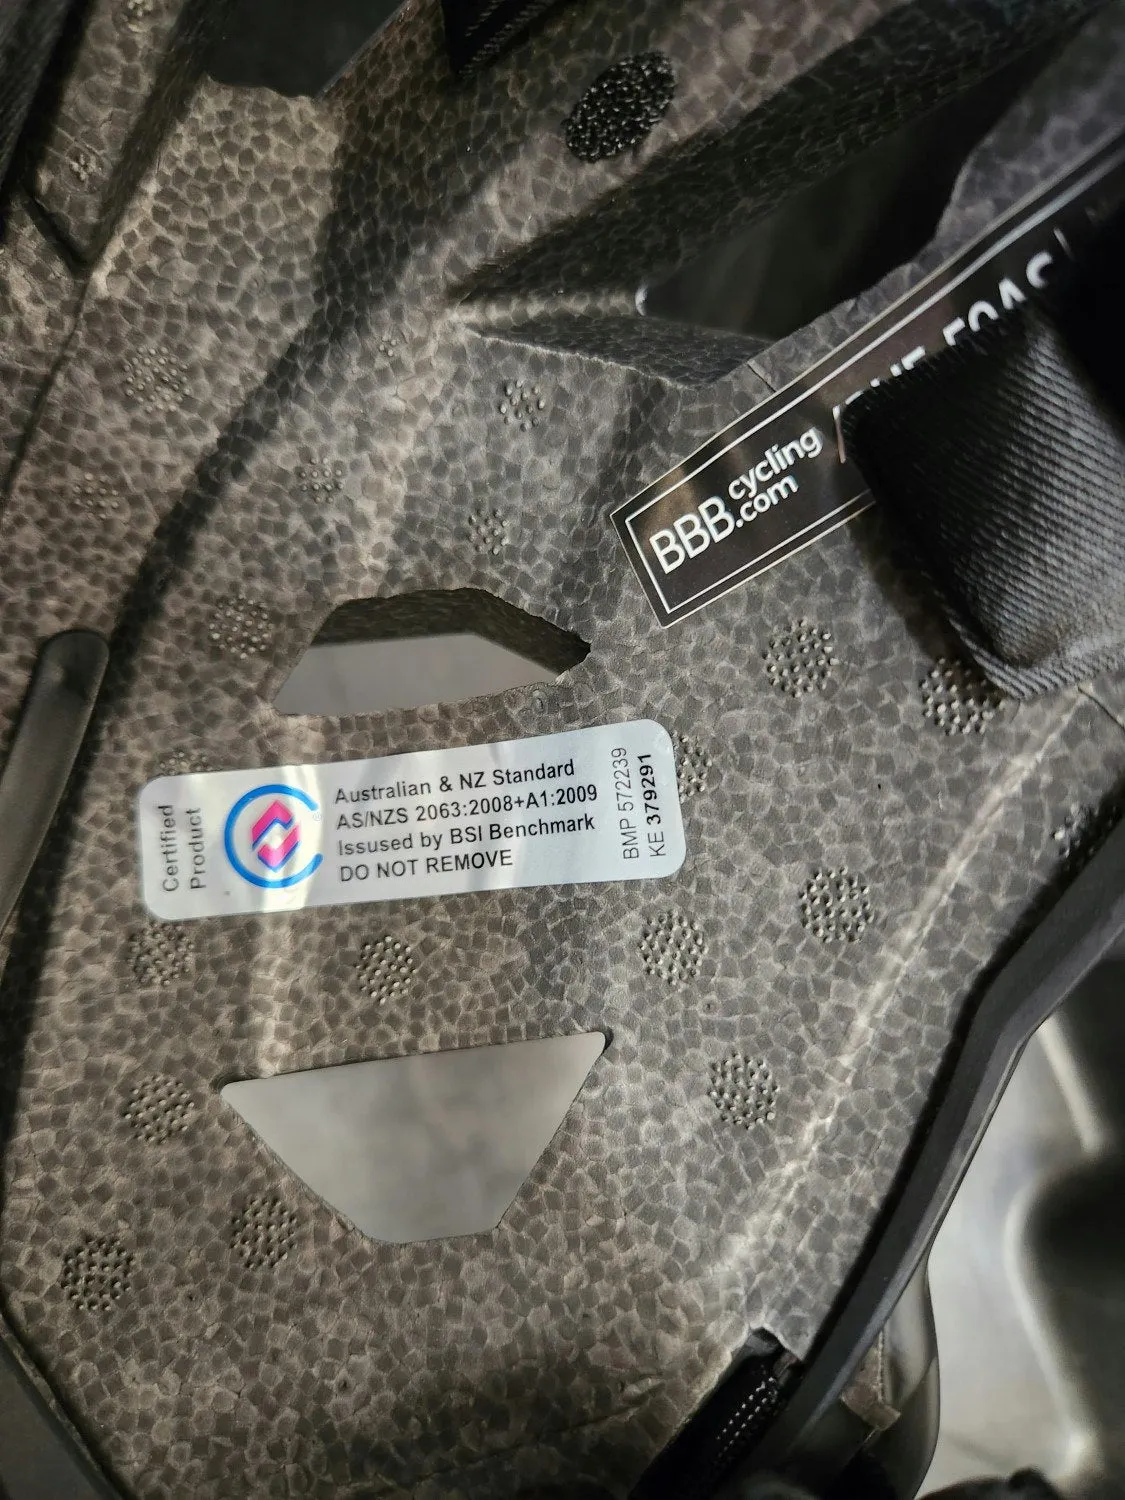 BBB cycling
.com
Certified
Product
Australian & NZ Standard
AS/NZS 2063:2008+A1:2009
Issused by BSI Benchmark
DO NOT REMOVE
BMP 572239
KE 379291